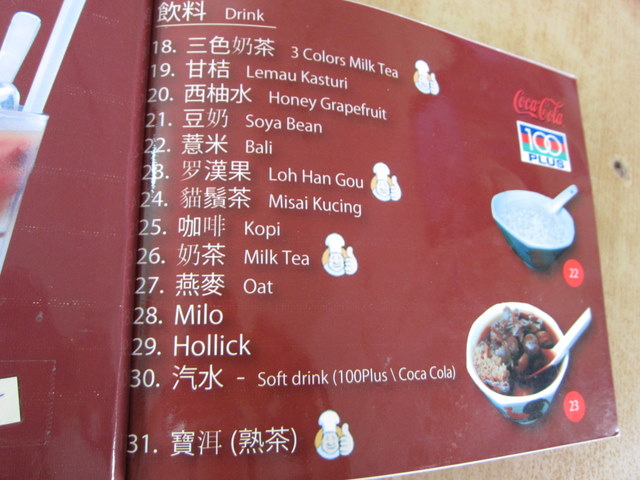 飲料 Drink
18. 三色奶茶 3 Colors Milk Tea
19. 甘桔 Lemau Kasturi
20. 西柚水 Honey Grapefruit
21. 豆奶 Soya Bean
22. 薏米 Bali
23. 罗漢果 Loh Han Gou
24. 貓鬚茶 Misai Kucing
25. 咖啡 Kopi
26. 奶茶 Milk Tea
27. 燕麥 Oat
28. Milo
29. Hollick
30. 汽水 - Soft drink (100Plus \ Coca Cola)
31. 寶洱 (熟茶)
Coca-Cola
100
PLUS
22
23